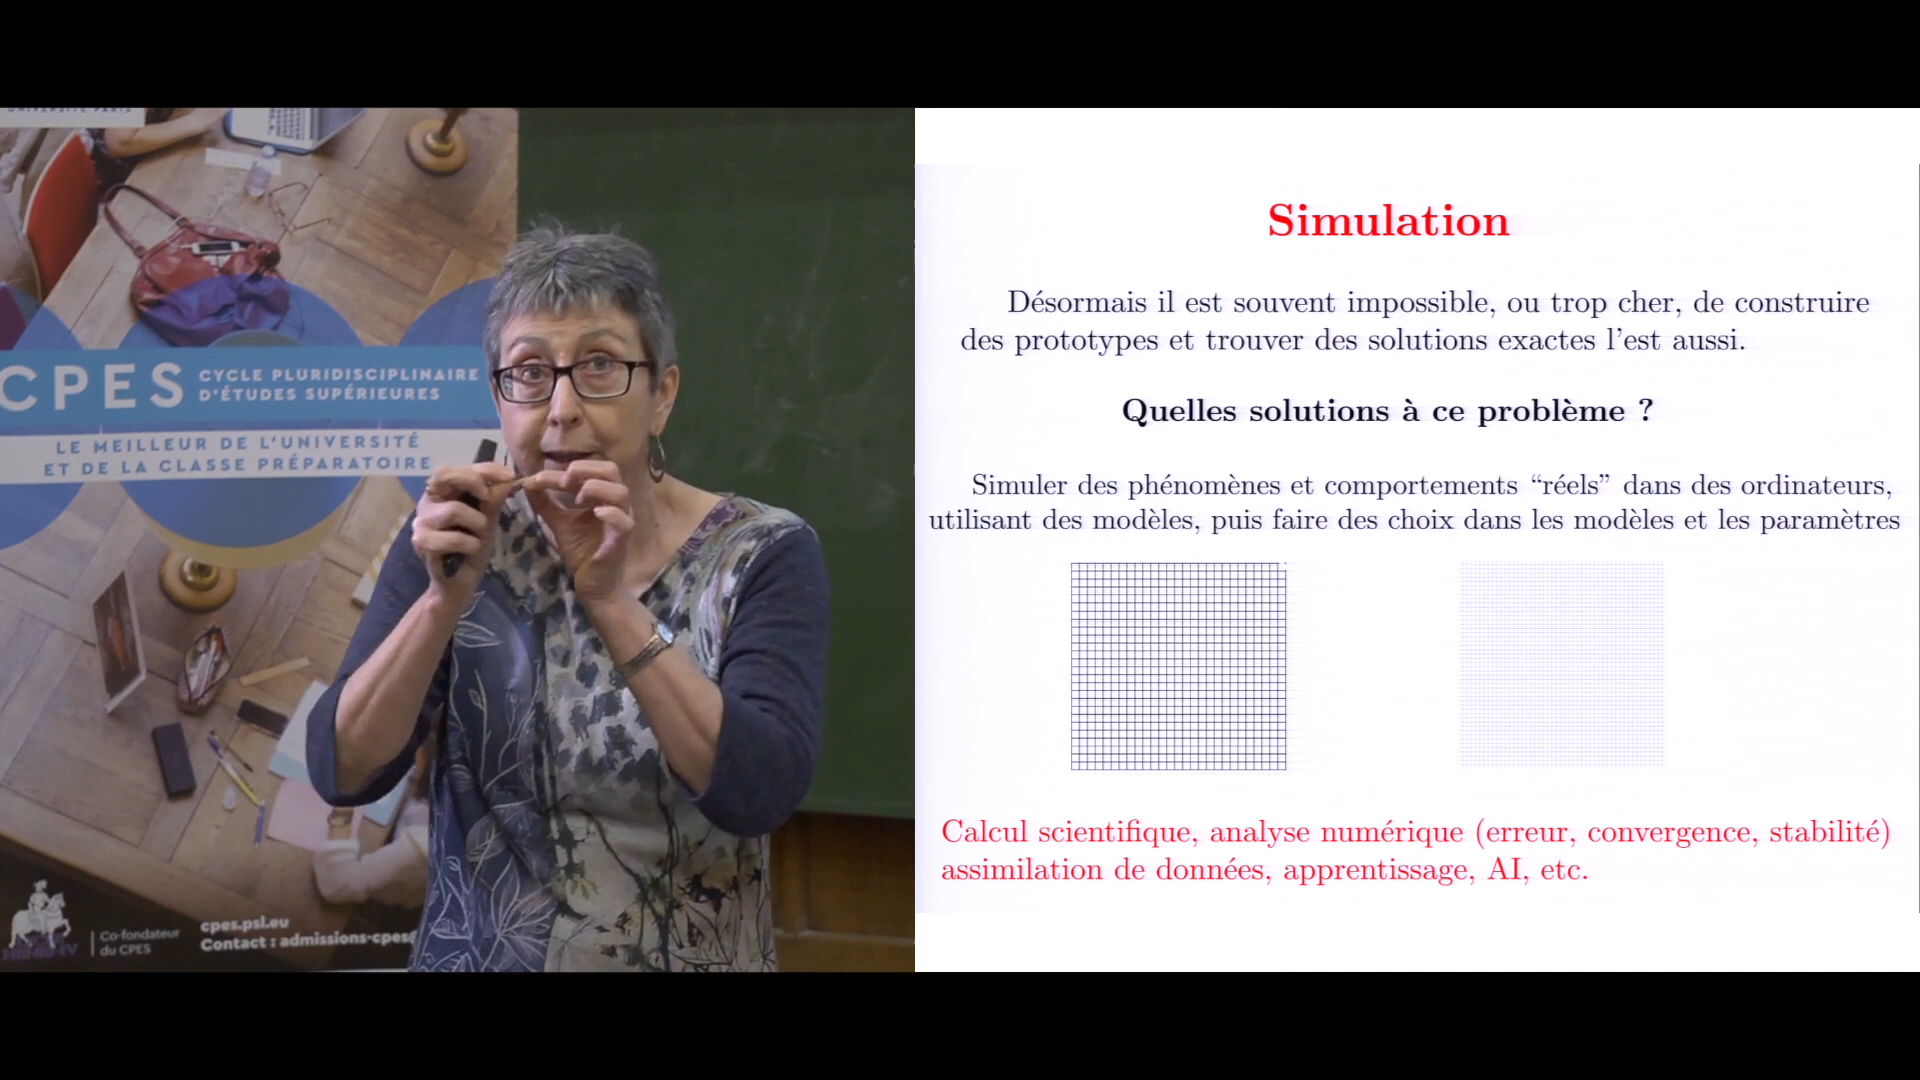 CPES CYCLE PLURIDISCIPLINAIRE
D'ÉTUDES SUPÉRIEURES
LE MEILLEUR DE L'UNIVERSITÉ
ET DE LA CLASSE PRÉPARATOIRE
Co-fondateur
du CPES
cpes.psl.eu
Contact : admissions-cpes@
Simulation
Désormais il est souvent impossible, ou trop cher, de construire
des prototypes et trouver des solutions exactes l'est aussi.
Quelles solutions à ce problème ?
Simuler des phénomènes et comportements “réels” dans des ordinateurs,
utilisant des modèles, puis faire des choix dans les modèles et les paramètres
Calcul scientifique, analyse numérique (erreur, convergence, stabilité)
assimilation de données, apprentissage, AI, etc.